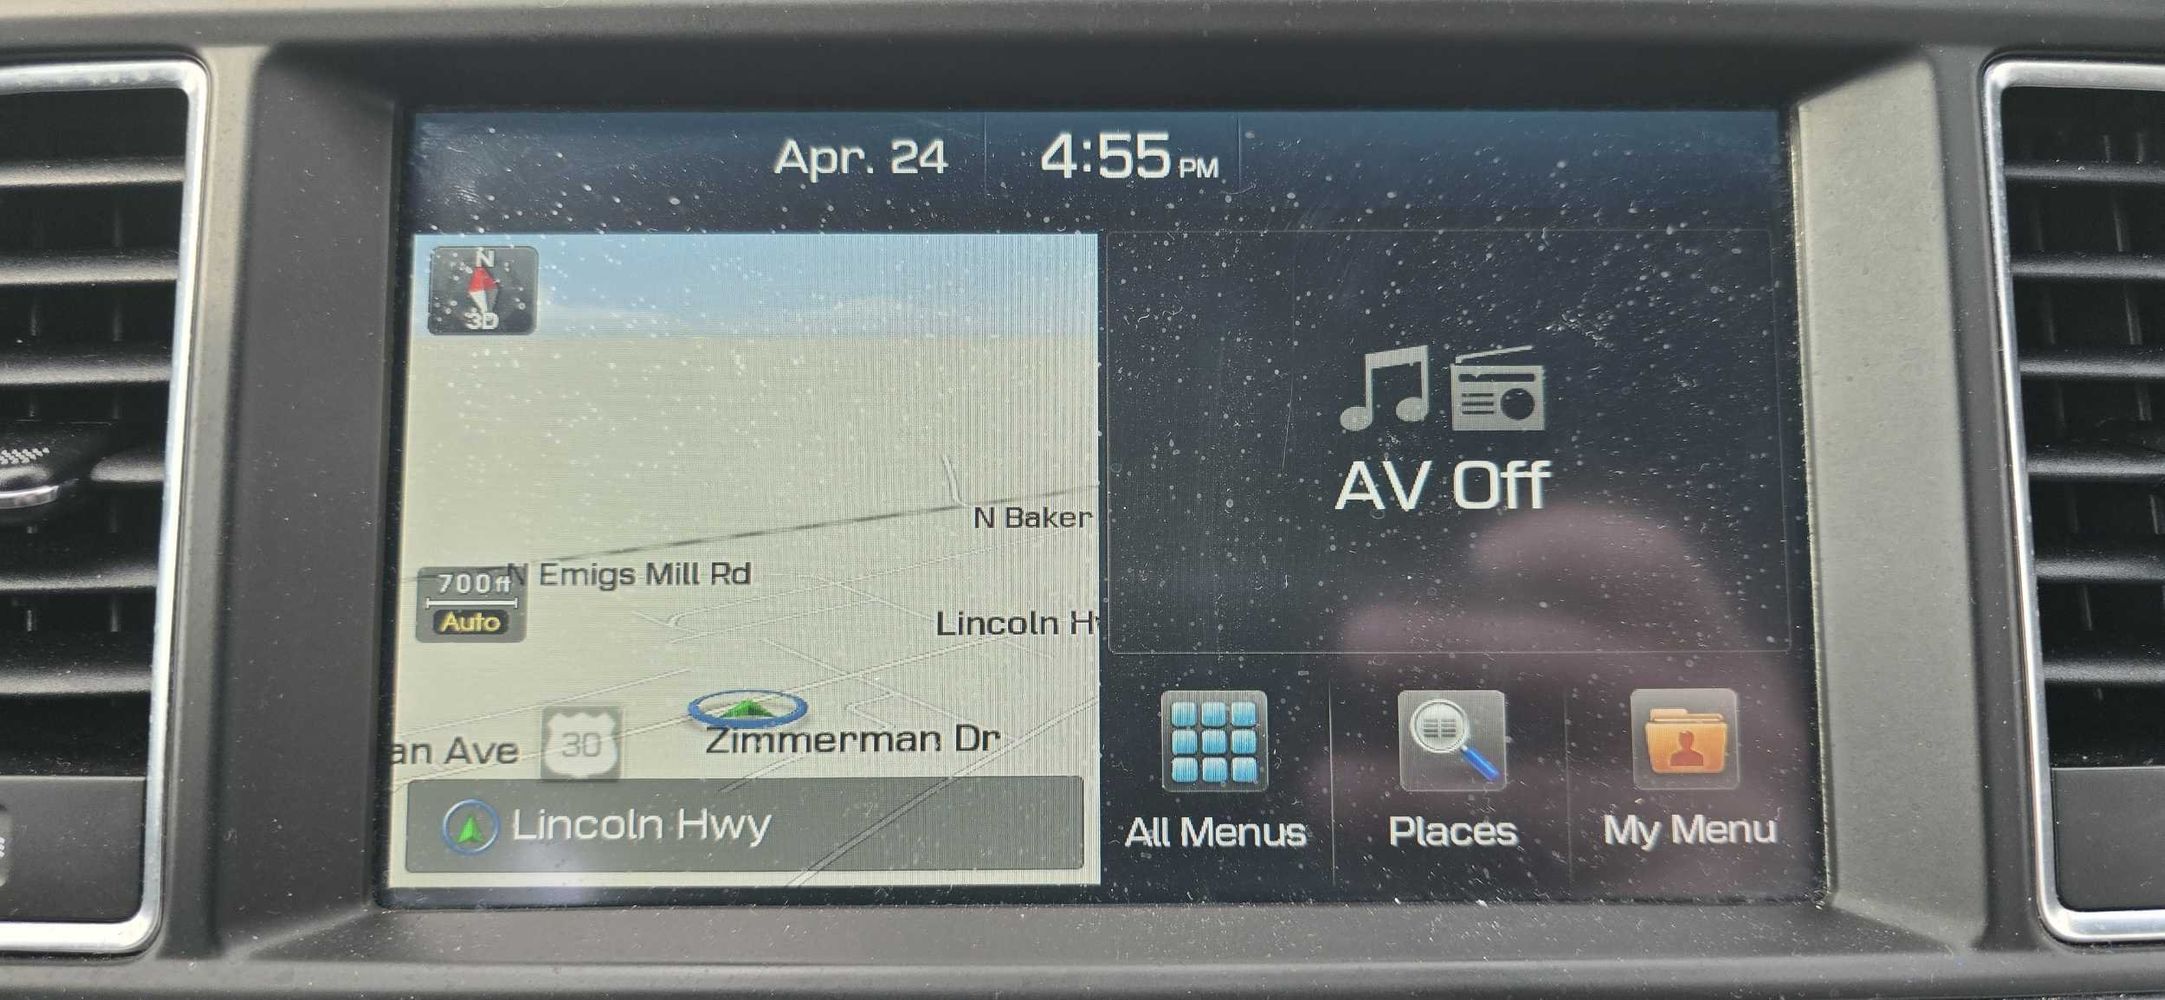 Apr. 24
4:55 PM
N
3D
N Baker
N Emigs Mill Rd
700ft
Auto
Lincoln H
an Ave
30
Zimmerman Dr
Lincoln Hwy
AV Off
All Menus
Places
My Menu